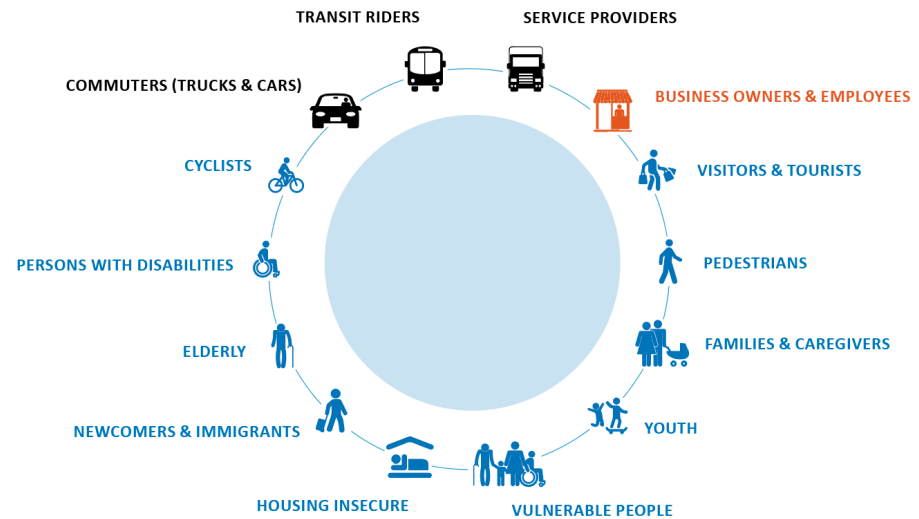 TRANSIT RIDERS
SERVICE PROVIDERS
COMMUTERS (TRUCKS & CARS)
BUSINESS OWNERS & EMPLOYEES
CYCLISTS
VISITORS & TOURISTS
PERSONS WITH DISABILITIES
PEDESTRIANS
ELDERLY
FAMILIES & CAREGIVERS
NEWCOMERS & IMMIGRANTS
YOUTH
HOUSING INSECURE
VULNERABLE PEOPLE